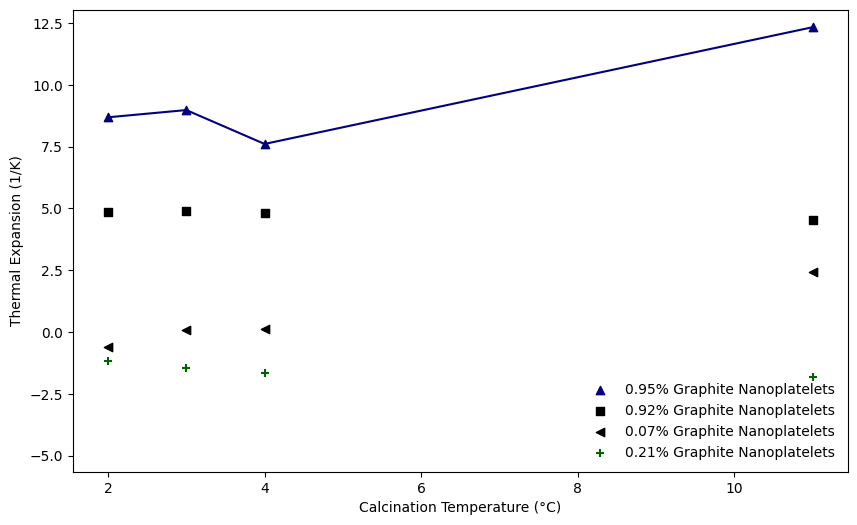 12.5
10.0
7.5
5.0
2.5
0.0
−2.5
−5.0
Thermal Expansion (1/K)
2 4 6 8 10
Calcination Temperature (°C)
0.95% Graphite Nanoplatelets
0.92% Graphite Nanoplatelets
0.07% Graphite Nanoplatelets
0.21% Graphite Nanoplatelets